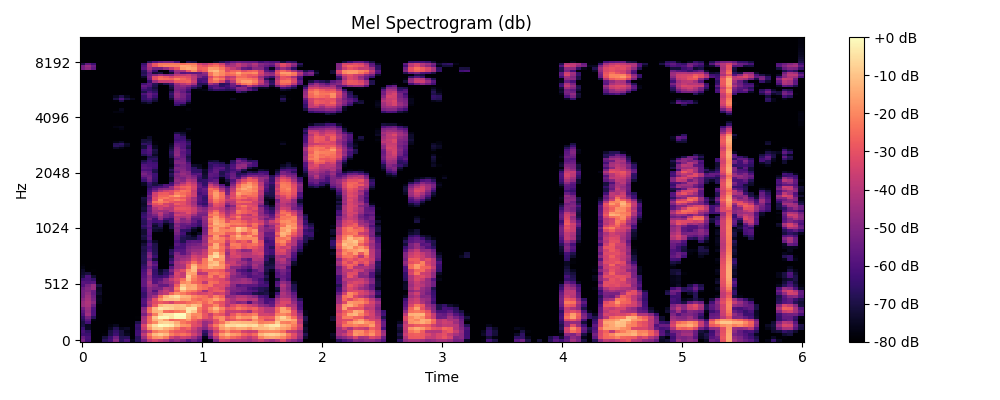 Mel Spectrogram (db)
Hz
8192
4096
2048
1024
512
0
0 1 2 3 4 5 6
Time
+0 dB
-10 dB
-20 dB
-30 dB
-40 dB
-50 dB
-60 dB
-70 dB
-80 dB